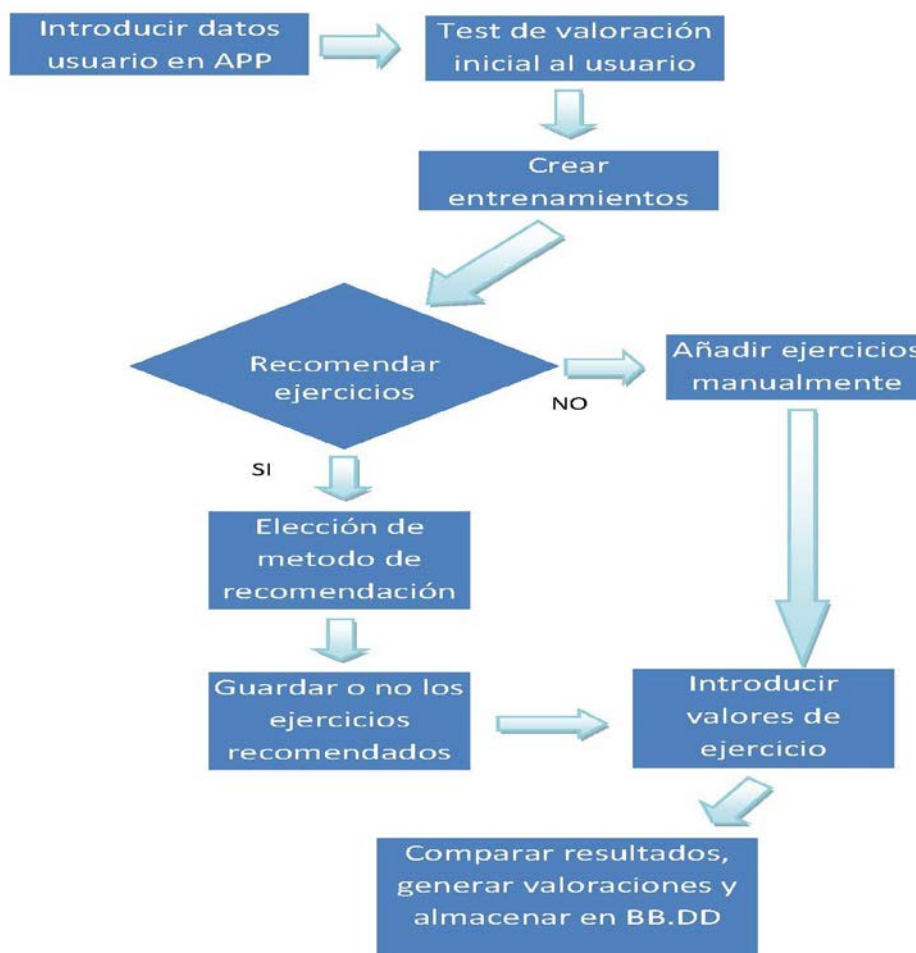 Introducir datos
usuario en APP
Test de valoración
inicial al usuario
Crear
entrenamientos
Recomendar
ejercicios
NO
Añadir ejercicios
manualmente
SI
Elección de
metodo de
recomendación
Guardar o no los
ejercicios
recomendados
Introducir
valores de
ejercicio
Comparar resultados,
generar valoraciones y
almacenar en BB.DD